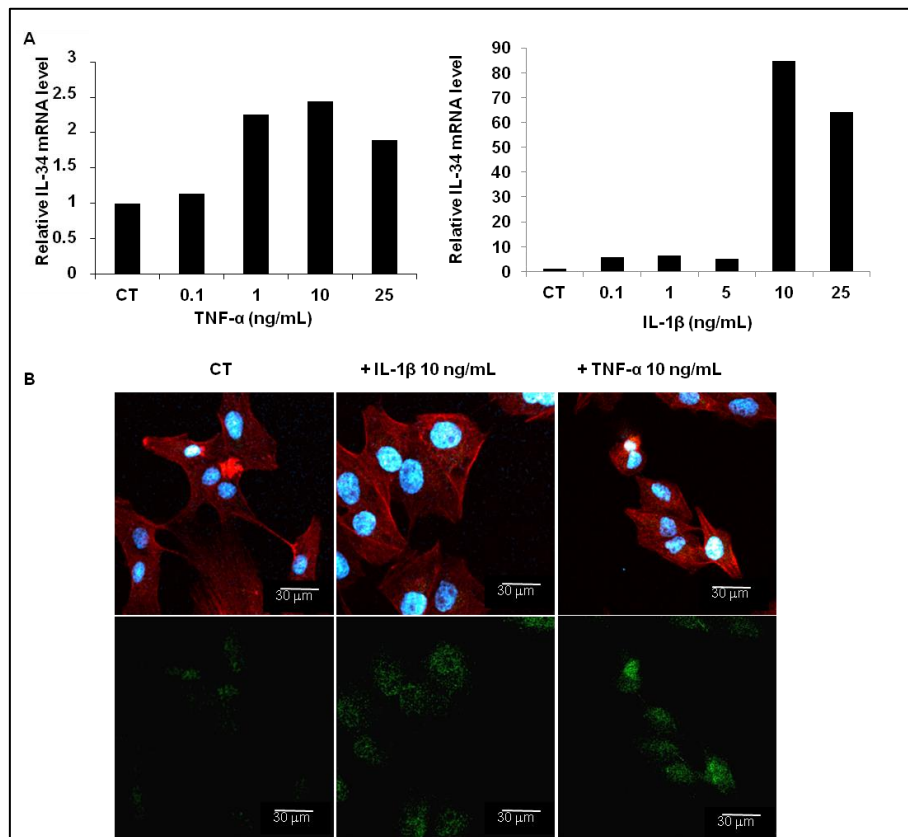 A
Relative IL-34 mRNA level
3
2.5
2
1.5
1
0.5
0
CT 0.1 1 10 25
TNF-α (ng/mL)
Relative IL-34 mRNA level
90
80
70
60
50
40
30
20
10
0
CT 0.1 1 5 10 25
IL-1β (ng/mL)
B
CT + IL-1β 10 ng/mL + TNF-α 10 ng/mL
30 µm 30 µm 30 µm
30 µm 30 µm 30 µm